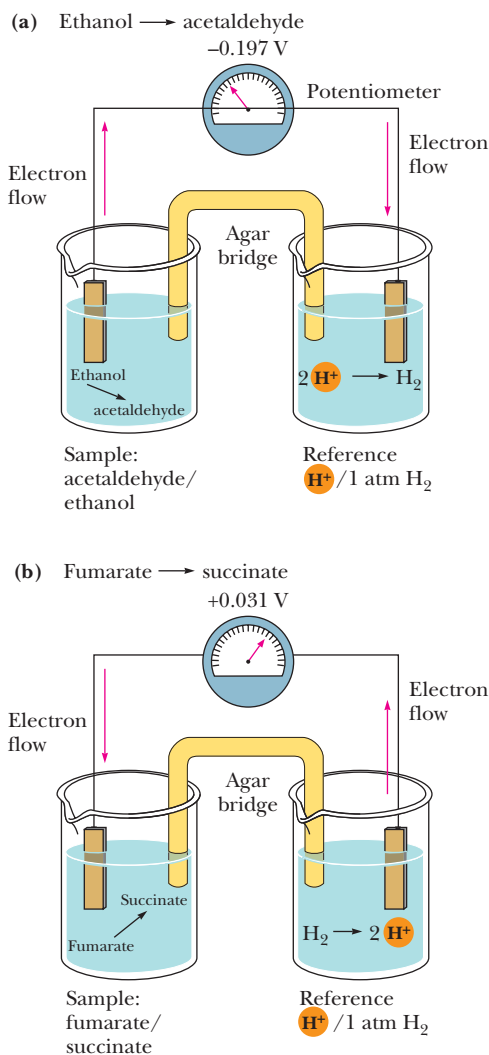 (a) Ethanol ⟶ acetaldehyde
–0.197 V
Potentiometer
Electron
flow
Electron
flow
Agar
bridge
Ethanol
acetaldehyde
2 H+ ⟶ H2
Sample:
acetaldehyde/
ethanol
Reference
H+/1 atm H2
(b) Fumarate ⟶ succinate
+0.031 V
Electron
flow
Electron
flow
Agar
bridge
Succinate
Fumarate
H2 ⟶ 2 H+
Sample:
fumarate/
succinate
Reference
H+/1 atm H2